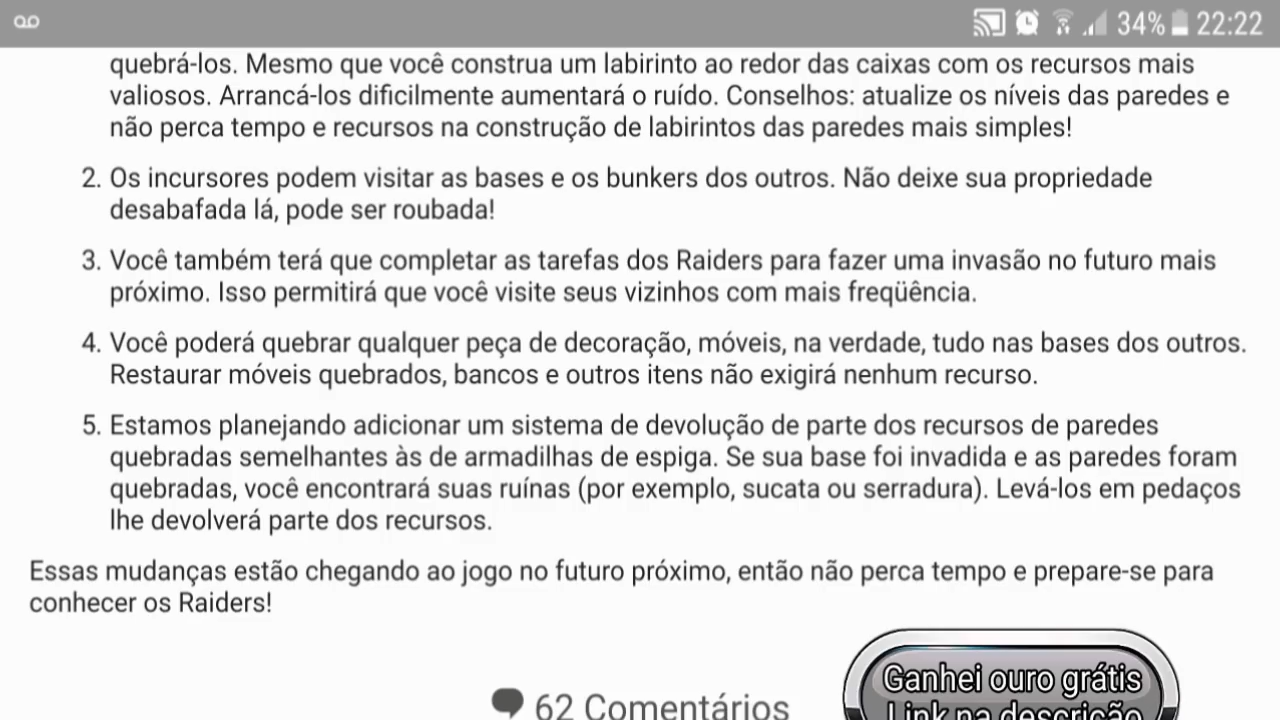 34% 22:22
quebrá-los. Mesmo que você construa um labirinto ao redor das caixas com os recursos mais
valiosos. Arrancá-los dificilmente aumentará o ruído. Conselhos: atualize os níveis das paredes e
não perca tempo e recursos na construção de labirintos das paredes mais simples!
2. Os incursores podem visitar as bases e os bunkers dos outros. Não deixe sua propriedade
desabafada lá, pode ser roubada!
3. Você também terá que completar as tarefas dos Raiders para fazer uma invasão no futuro mais
próximo. Isso permitirá que você visite seus vizinhos com mais freqüência.
4. Você poderá quebrar qualquer peça de decoração, móveis, na verdade, tudo nas bases dos outros.
Restaurar móveis quebrados, bancos e outros itens não exigirá nenhum recurso.
5. Estamos planejando adicionar um sistema de devolução de parte dos recursos de paredes
quebradas semelhantes às de armadilhas de espiga. Se sua base foi invadida e as paredes foram
quebradas, você encontrará suas ruínas (por exemplo, sucata ou serradura). Levá-los em pedaços
lhe devolverá parte dos recursos.
Essas mudanças estão chegando ao jogo no futuro próximo, então não perca tempo e prepare-se para
conhecer os Raiders!
62 Comentários
Ganhei ouro grátis
Link na descrição